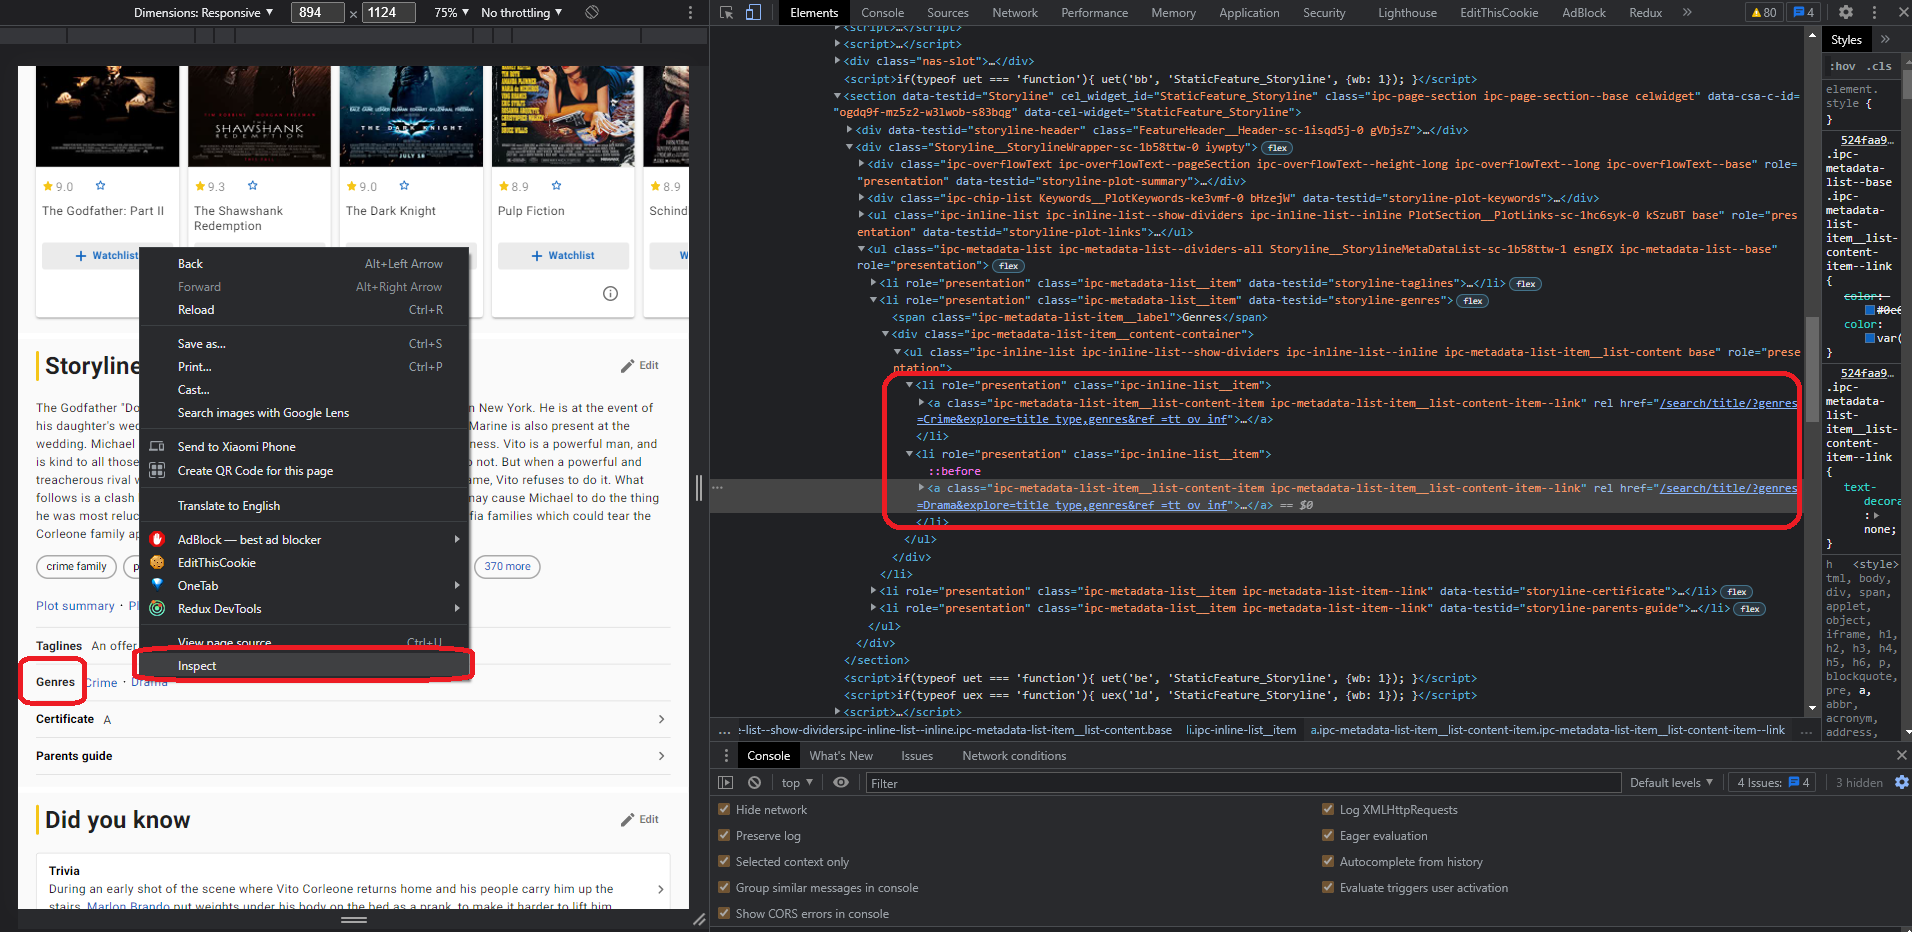 Dimensions: Responsive ▼ 894 × 1124 75% ▼ No throttling ▼
THE SHAWSHANK REDEMPTION
THE DARK KNIGHT
JULY 18
9.0
9.3
9.0
8.9
8.9
The Godfather: Part II
The Shawshank Redemption
The Dark Knight
Pulp Fiction
Schind
+ Watchlist
+ Watchlist
W
Back Alt+Left Arrow
Forward Alt+Right Arrow
Reload Ctrl+R
Save as... Ctrl+S
Print... Ctrl+P
Cast...
Search images with Google Lens
Send to Xiaomi Phone
Create QR Code for this page
Translate to English
AdBlock — best ad blocker
EditThisCookie
OneTab
Redux DevTools
View page source Ctrl+U
Inspect
Storyline
Edit
The Godfather "Do n New York. He is at the event of
his daughter's wed Marine is also present at the
wedding. Michael ness. Vito is a powerful man, and
is kind to all those o not. But when a powerful and
treacherous rival w ame, Vito refuses to do it. What
follows is a clash nay cause Michael to do the thing
he was most reluc fia families which could tear the
Corleone family ap
crime family p 370 more
Plot summary · Pl
Taglines An offer
Genres Crime · Drama
Certificate A
Parents guide
Did you know
Edit
Trivia
During an early shot of the scene where Vito Corleone returns home and his people carry him up the
stairs, Marlon Brando put weights under his body on the bed as a prank, to make it harder to lift him
Elements Console Sources Network Performance Memory Application Security Lighthouse EditThisCookie AdBlock Redux » 80 4
<script>…</script>
<script>…</script>
<div class="nas-slot">…</div>
<script>if(typeof uet === 'function'){ uet('bb', 'StaticFeature_Storyline', {wb: 1}); }</script>
<section data-testid="Storyline" cel_widget_id="StaticFeature_Storyline" class="ipc-page-section ipc-page-section--base celwidget" data-csa-c-id=
"ogdq9f-mz5z2-w3lwob-s83bqg" data-cel-widget="StaticFeature_Storyline">
<div data-testid="storyline-header" class="FeatureHeader__Header-sc-1isqd5j-0 gVbjsZ">…</div>
<div class="Storyline__StorylineWrapper-sc-1b58ttw-0 iywpty"> flex
<div class="ipc-overflowText ipc-overflowText--pageSection ipc-overflowText--height-long ipc-overflowText--long ipc-overflowText--base" role=
"presentation" data-testid="storyline-plot-summary">…</div>
<div class="ipc-chip-list Keywords__PlotKeywords-ke3vmf-0 bHzejW" data-testid="storyline-plot-keywords">…</div>
<ul class="ipc-inline-list ipc-inline-list--show-dividers ipc-inline-list--inline PlotSection__PlotLinks-sc-1hc6syk-0 kSzuBT base" role="pres
entation" data-testid="storyline-plot-links">…</ul>
<ul class="ipc-metadata-list ipc-metadata-list--dividers-all Storyline__StorylineMetaDataList-sc-1b58ttw-1 esngIX ipc-metadata-list--base"
role="presentation"> flex
<li role="presentation" class="ipc-metadata-list__item" data-testid="storyline-taglines">…</li> flex
<li role="presentation" class="ipc-metadata-list__item" data-testid="storyline-genres"> flex
<span class="ipc-metadata-list-item__label">Genres</span>
<div class="ipc-metadata-list-item__content-container">
<ul class="ipc-inline-list ipc-inline-list--show-dividers ipc-inline-list--inline ipc-metadata-list-item__list-content base" role="prese
ntation">
<li role="presentation" class="ipc-inline-list__item">
<a class="ipc-metadata-list-item__list-content-item ipc-metadata-list-item__list-content-item--link" rel href="/search/title/?genres
=Crime&explore=title_type,genres&ref_=tt_ov_inf">…</a>
</li>
<li role="presentation" class="ipc-inline-list__item">
::before
<a class="ipc-metadata-list-item__list-content-item ipc-metadata-list-item__list-content-item--link" rel href="/search/title/?genres
=Drama&explore=title_type,genres&ref_=tt_ov_inf">…</a> == $0
</li>
</ul>
</div>
</li>
<li role="presentation" class="ipc-metadata-list__item ipc-metadata-list-item--link" data-testid="storyline-certificate">…</li> flex
<li role="presentation" class="ipc-metadata-list__item ipc-metadata-list-item--link" data-testid="storyline-parents-guide">…</li> flex
</ul>
</div>
</section>
<script>if(typeof uet === 'function'){ uet('be', 'StaticFeature_Storyline', {wb: 1}); }</script>
<script>if(typeof uex === 'function'){ uex('ld', 'StaticFeature_Storyline', {wb: 1}); }</script>
<script>…</script>
... e-list--show-dividers.ipc-inline-list--inline.ipc-metadata-list-item__list-content.base li.ipc-inline-list__item a.ipc-metadata-list-item__list-content-item.ipc-metadata-list-item__list-content-item--link ...
Styles »
:hov .cls
element.
style {
}
524faa9…
.ipc-
metadata-
list--base
.ipc-
metadata-
list-
item__list-
content-
item--link
{
color:
#0e6
color:
var(
}
524faa9…
.ipc-
metadata-
list-
item__list-
content-
item--link
{
text-
decora
:▶
none;
}
h <style>
tml, body,
div, span,
applet,
object,
iframe, h1,
h2, h3, h4,
h5, h6, p,
blockquote,
pre, a,
abbr,
acronym,
address,
Console What's New Issues Network conditions
top ▼ Filter Default levels ▼ 4 Issues: 4 3 hidden
Hide network
Log XMLHttpRequests
Preserve log
Eager evaluation
Selected context only
Autocomplete from history
Group similar messages in console
Evaluate triggers user activation
Show CORS errors in console